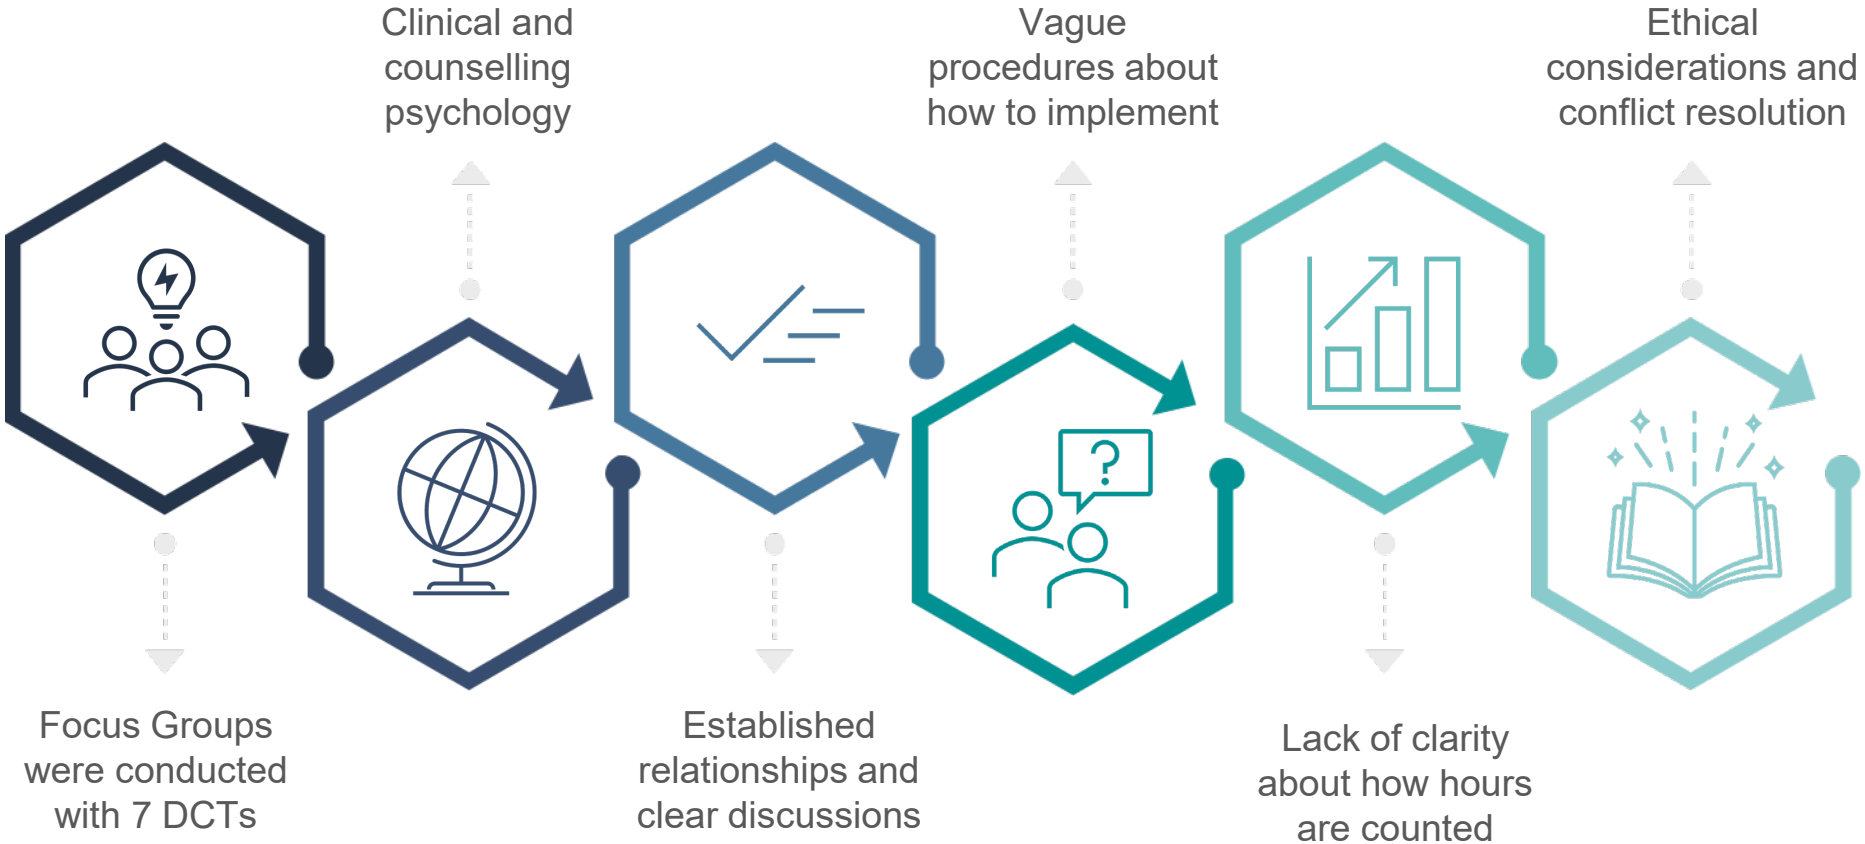 Focus Groups
were conducted
with 7 DCTs
Clinical and
counselling
psychology
Established
relationships and
clear discussions
Vague
procedures about
how to implement
?
Lack of clarity
about how hours
are counted
Ethical
considerations and
conflict resolution